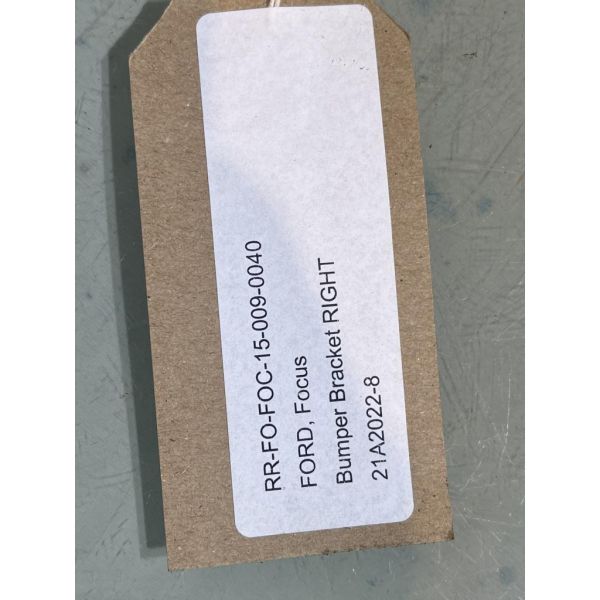 RR-FO-FOC-15-009-0040
FORD, Focus
Bumper Bracket RIGHT
21A2022-8